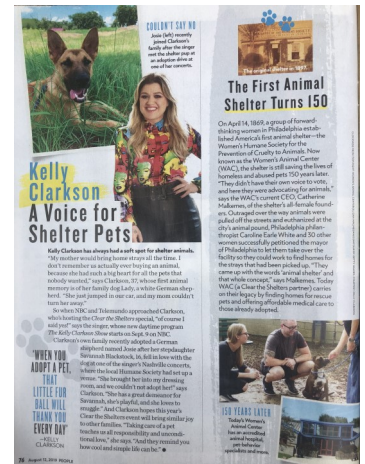 COULDN'T SAY NO
Josie (left) recently
joined Clarkson's
family after the singer
met the shelter pup at
an adoption drive at
one of her concerts.
Kelly
Clarkson
A Voice for
Shelter Pets
Kelly Clarkson has always had a soft spot for shelter animals.
"My mother would bring home strays all the time. I
don't remember us actually ever buying an animal,
because she had such a big heart for all the pets that
nobody wanted," says Clarkson, 37, whose first animal
memory is of her family dog Lady, a white German shep-
herd. "She just jumped in our car, and my mom couldn't
turn her away."
So when NBC and Telemundo approached Clarkson,
who's hosting the Clear the Shelters special, "of course I
said yes!" says the singer, whose new daytime program
The Kelly Clarkson Show starts on Sept. 9 on NBC.
Clarkson's own family recently adopted a German
shepherd named Josie after her stepdaughter
Savannah Blackstock, 16, fell in love with the
dog at one of the singer's Nashville concerts,
where the local Humane Society had set up a
rescue. "She brought her into my dressing
room, and we couldn't not adopt her!" says
Clarkson. "She has a great demeanor for
Savannah, she's playful, and she loves to
snuggle." And Clarkson hopes this year's
Clear the Shelters event will bring similar joy
to other families. "Taking care of a pet
teaches us all responsibility and uncondi-
tional love," she says. "And they remind you
how cool and simple life can be."
"WHEN YOU
ADOPT A PET,
THAT
LITTLE FUR
BALL WILL
THANK YOU
EVERY DAY"
—KELLY
CLARKSON
76 August 19, 2019 PEOPLE
The original shelter in 1897.
The First Animal
Shelter Turns 150
On April 14, 1869, a group of forward-
thinking women in Philadelphia estab-
lished America's first animal shelter—the
Women's Humane Society for the
Prevention of Cruelty to Animals. Now
known as the Women's Animal Center
(WAC), the shelter is still saving the lives of
homeless and abused pets 150 years later.
"They didn't have their own voice to vote,
and here they were advocating for animals,"
says the WAC's current CEO, Catherine
Malkemes, of the shelter's all-female found-
ers. Outraged over the way animals were
pulled off the streets and euthanized at the
city's animal pound, Philadelphia philan-
thropist Caroline Earle White and 30 other
women successfully petitioned the mayor
of Philadelphia to let them take over the
facility so they could work to find homes for
the strays that had been picked up. "They
came up with the words 'animal shelter' and
that whole concept," says Malkemes. Today
WAC (a Clear the Shelters partner) carries
on their legacy by finding homes for rescue
pets and offering affordable medical care to
those already adopted.
150 YEARS LATER
Today's Women's
Animal Center
has an accredited
animal hospital,
pet-behavior
specialists and more.